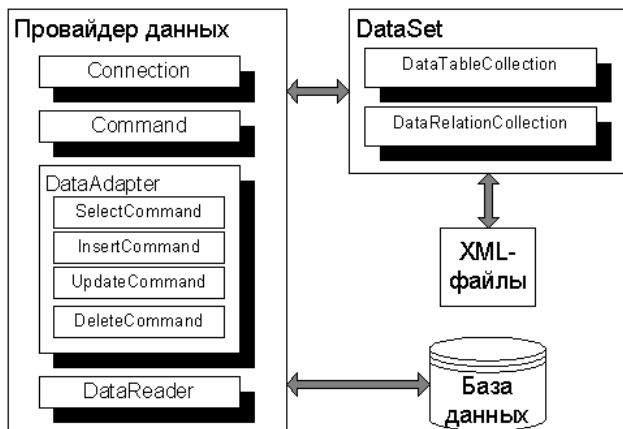 Провайдер данных
Connection
Command
DataAdapter
SelectCommand
InsertCommand
UpdateCommand
DeleteCommand
DataReader
DataSet
DataTableCollection
DataRelationCollection
XML-
файлы
База
данных